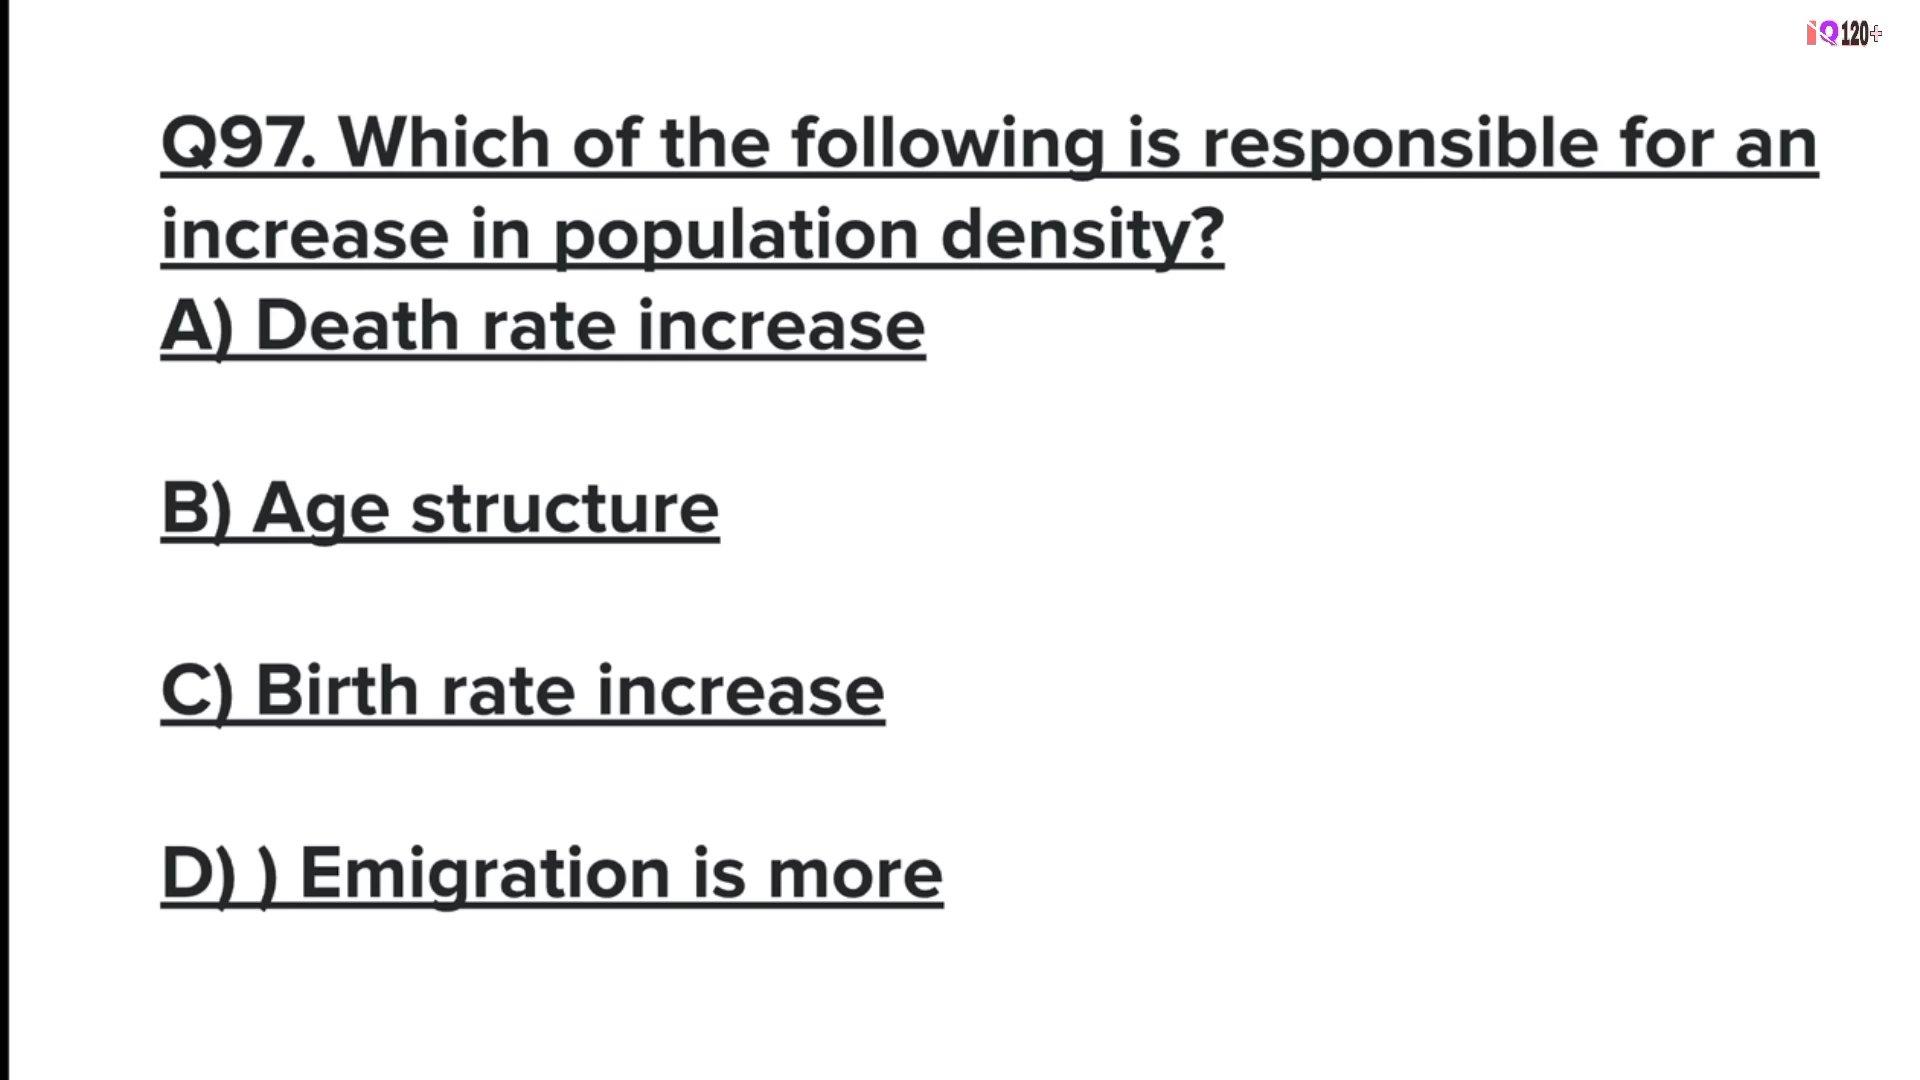 iQ120+
Q97. Which of the following is responsible for an
increase in population density?
A) Death rate increase
B) Age structure
C) Birth rate increase
D) ) Emigration is more